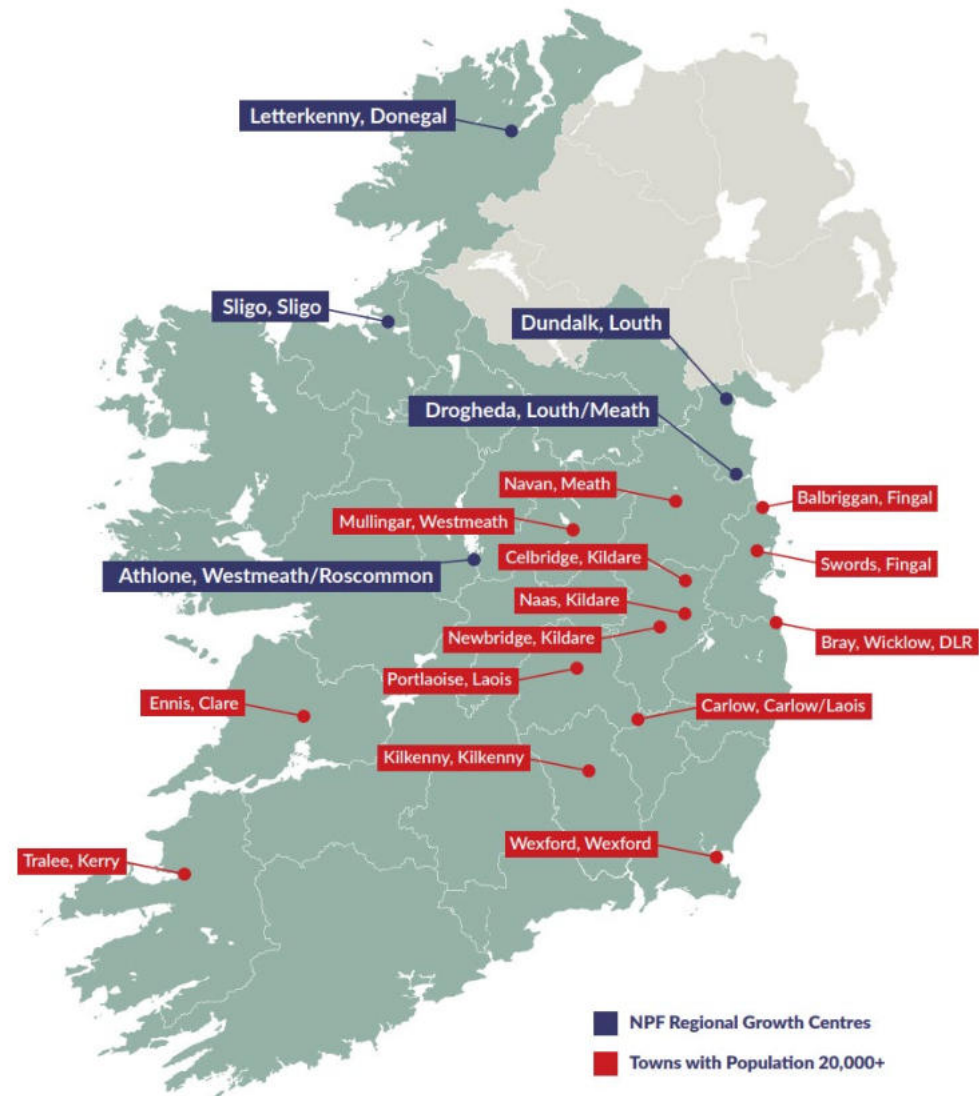 Letterkenny, Donegal
Sligo, Sligo
Dundalk, Louth
Drogheda, Louth/Meath
Navan, Meath
Balbriggan, Fingal
Mullingar, Westmeath
Celbridge, Kildare
Swords, Fingal
Athlone, Westmeath/Roscommon
Naas, Kildare
Newbridge, Kildare
Bray, Wicklow, DLR
Portlaoise, Laois
Ennis, Clare
Carlow, Carlow/Laois
Kilkenny, Kilkenny
Wexford, Wexford
Tralee, Kerry
NPF Regional Growth Centres
Towns with Population 20,000+